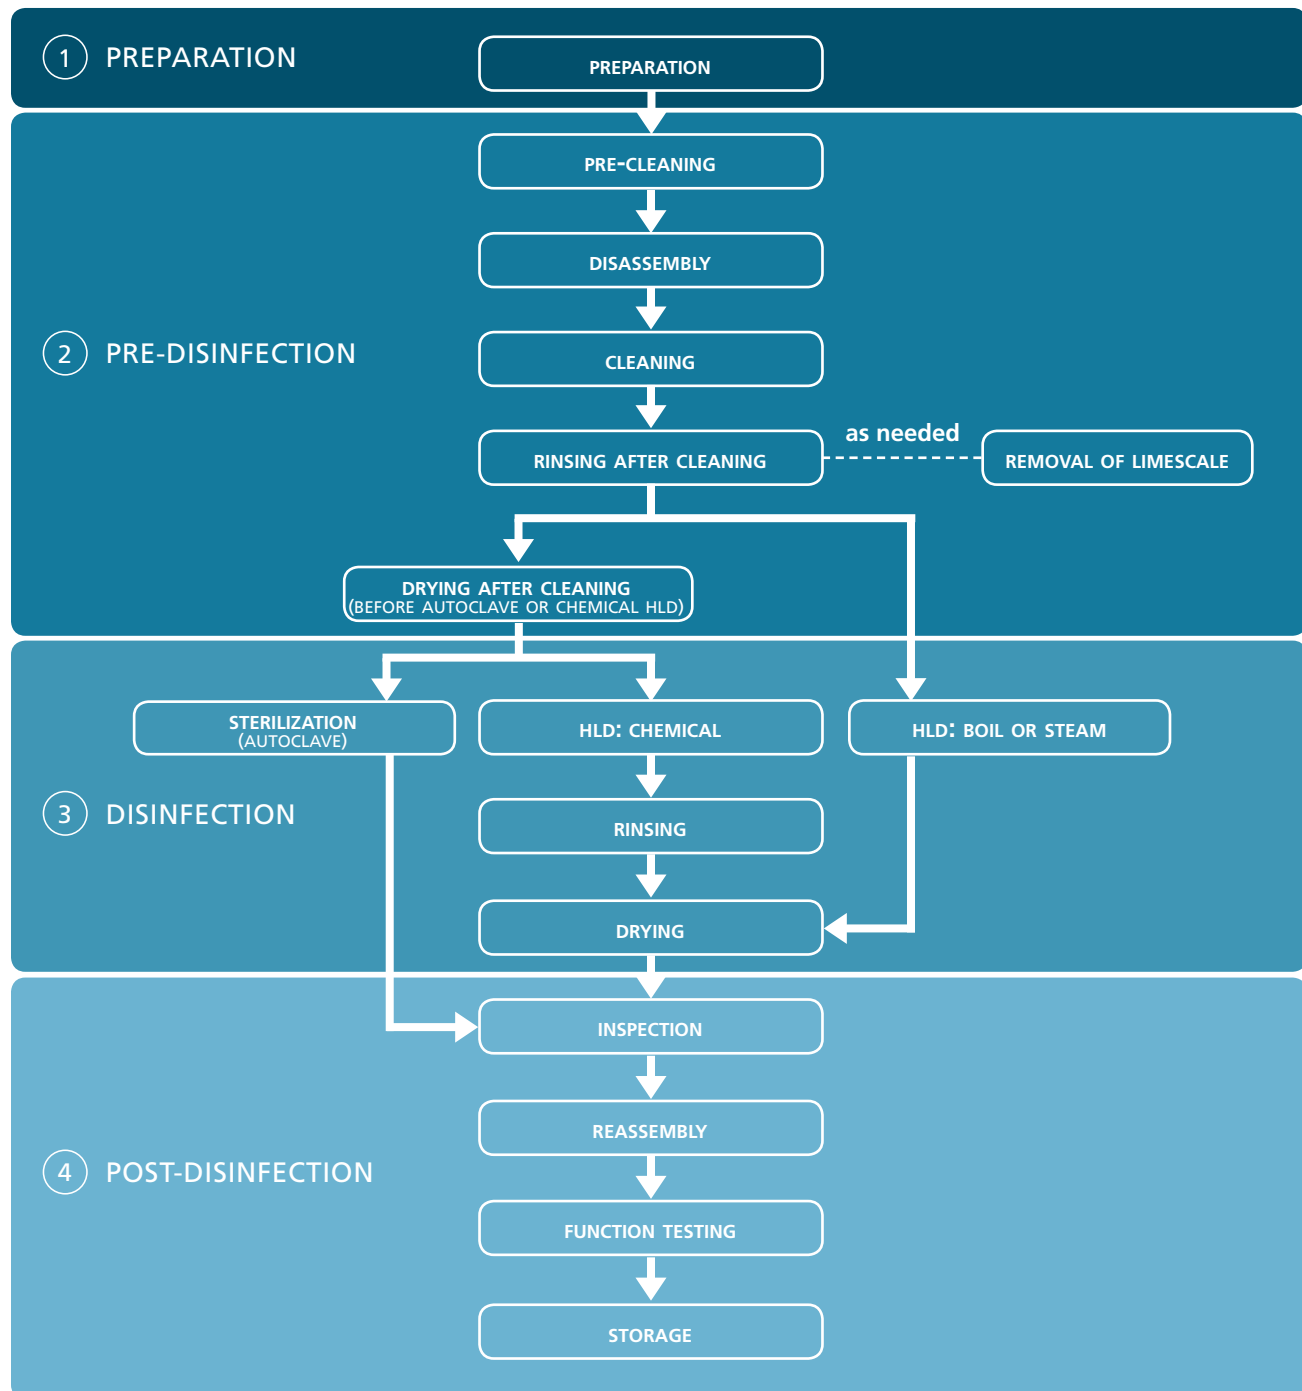 1 PREPARATION
PREPARATION
PRE-CLEANING
DISASSEMBLY
2 PRE-DISINFECTION
CLEANING
as needed
RINSING AFTER CLEANING
REMOVAL OF LIMESCALE
DRYING AFTER CLEANING
(BEFORE AUTOCLAVE OR CHEMICAL HLD)
STERILIZATION
(AUTOCLAVE)
HLD: CHEMICAL
HLD: BOIL OR STEAM
3 DISINFECTION
RINSING
DRYING
INSPECTION
REASSEMBLY
4 POST-DISINFECTION
FUNCTION TESTING
STORAGE